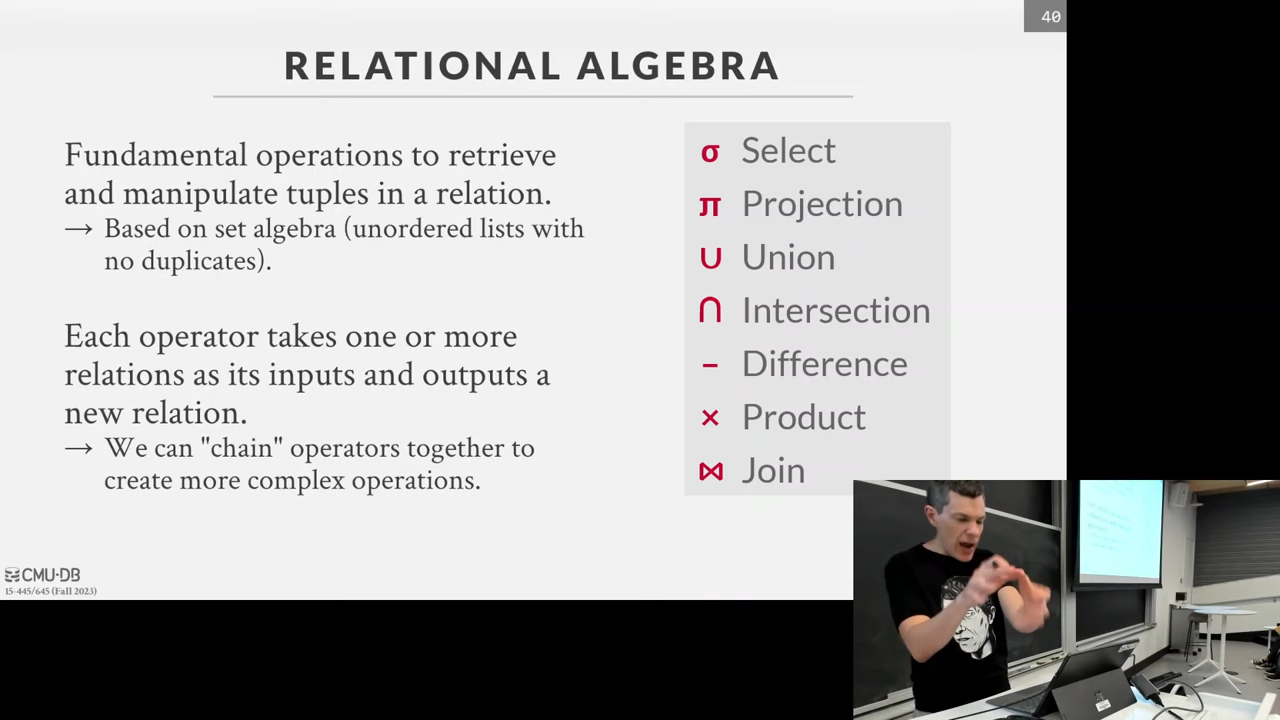 40
RELATIONAL ALGEBRA
Fundamental operations to retrieve
and manipulate tuples in a relation.
→ Based on set algebra (unordered lists with
no duplicates).
Each operator takes one or more
relations as its inputs and outputs a
new relation.
→ We can "chain" operators together to
create more complex operations.
σ Select
π Projection
∪ Union
∩ Intersection
– Difference
× Product
⋈ Join
CMU·DB
15-445/645 (Fall 2023)